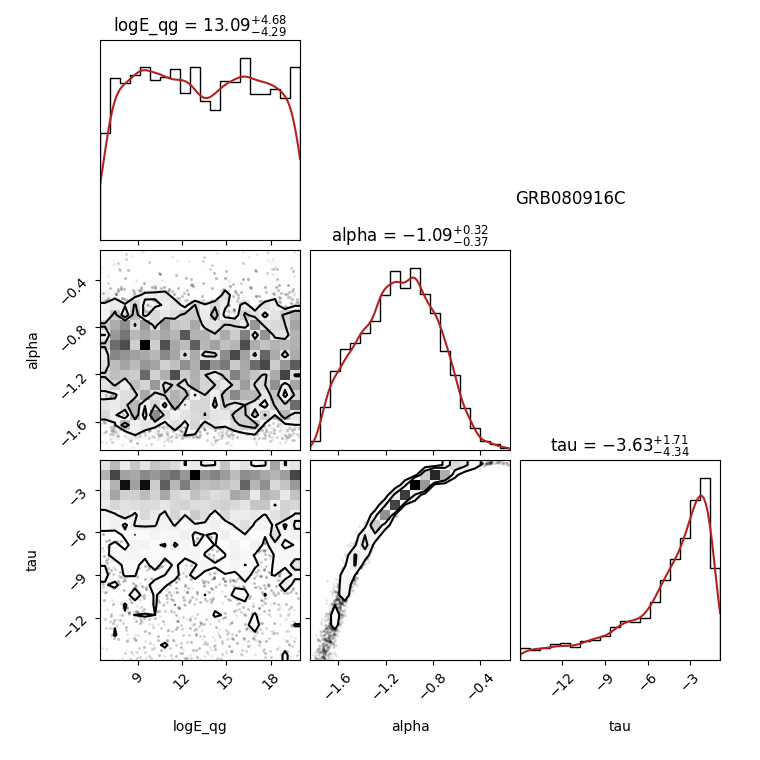 logE_qg = 13.09^{+4.68}_{−4.29}
GRB080916C
alpha = −1.09^{+0.32}_{−0.37}
−0.4
−0.8
−1.2
−1.6
alpha
tau = −3.63^{+1.71}_{−4.34}
−3
−6
−9
−12
tau
9 12 15 18
−1.6 −1.2 −0.8 −0.4
−12 −9 −6 −3
logE_qg alpha tau